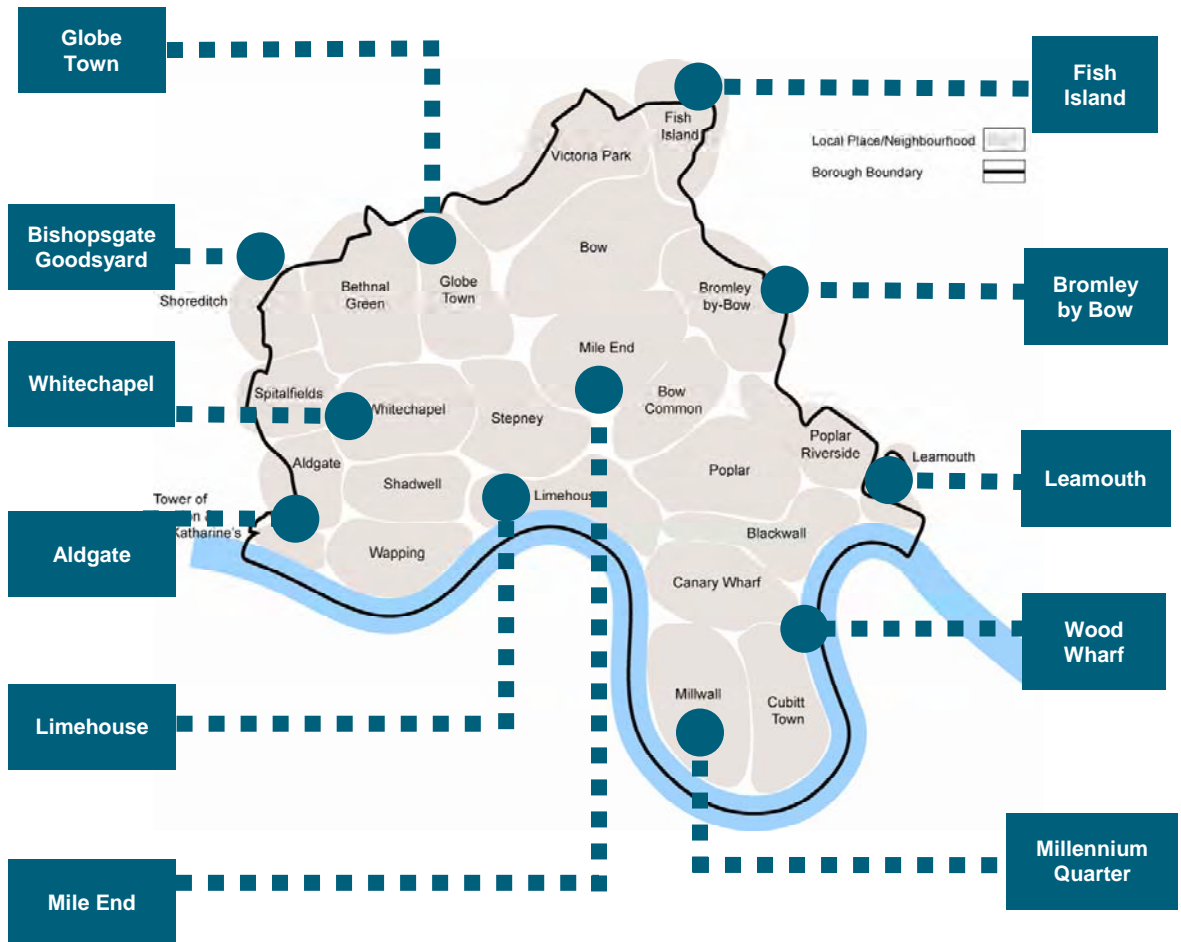 Globe
Town
Fish
Island
Fish
Island
Local Place/Neighbourhood
Victoria Park
Borough Boundary
Bishopsgate
Goodsyard
Bow
Bethnal
Green
Globe
Town
Bromley
by-Bow
Bromley
by Bow
Shoreditch
Mile End
Whitechapel
Spitalfields
Whitechapel
Bow
Common
Stepney
Poplar
Riverside
Aldgate
Leamouth
Poplar
Shadwell
Leamouth
Limehous
Tower of
Katharine's
Blackwall
Aldgate
Wapping
Canary Wharf
Wood
Wharf
Millwall
Cubitt
Town
Limehouse
Millennium
Quarter
Mile End